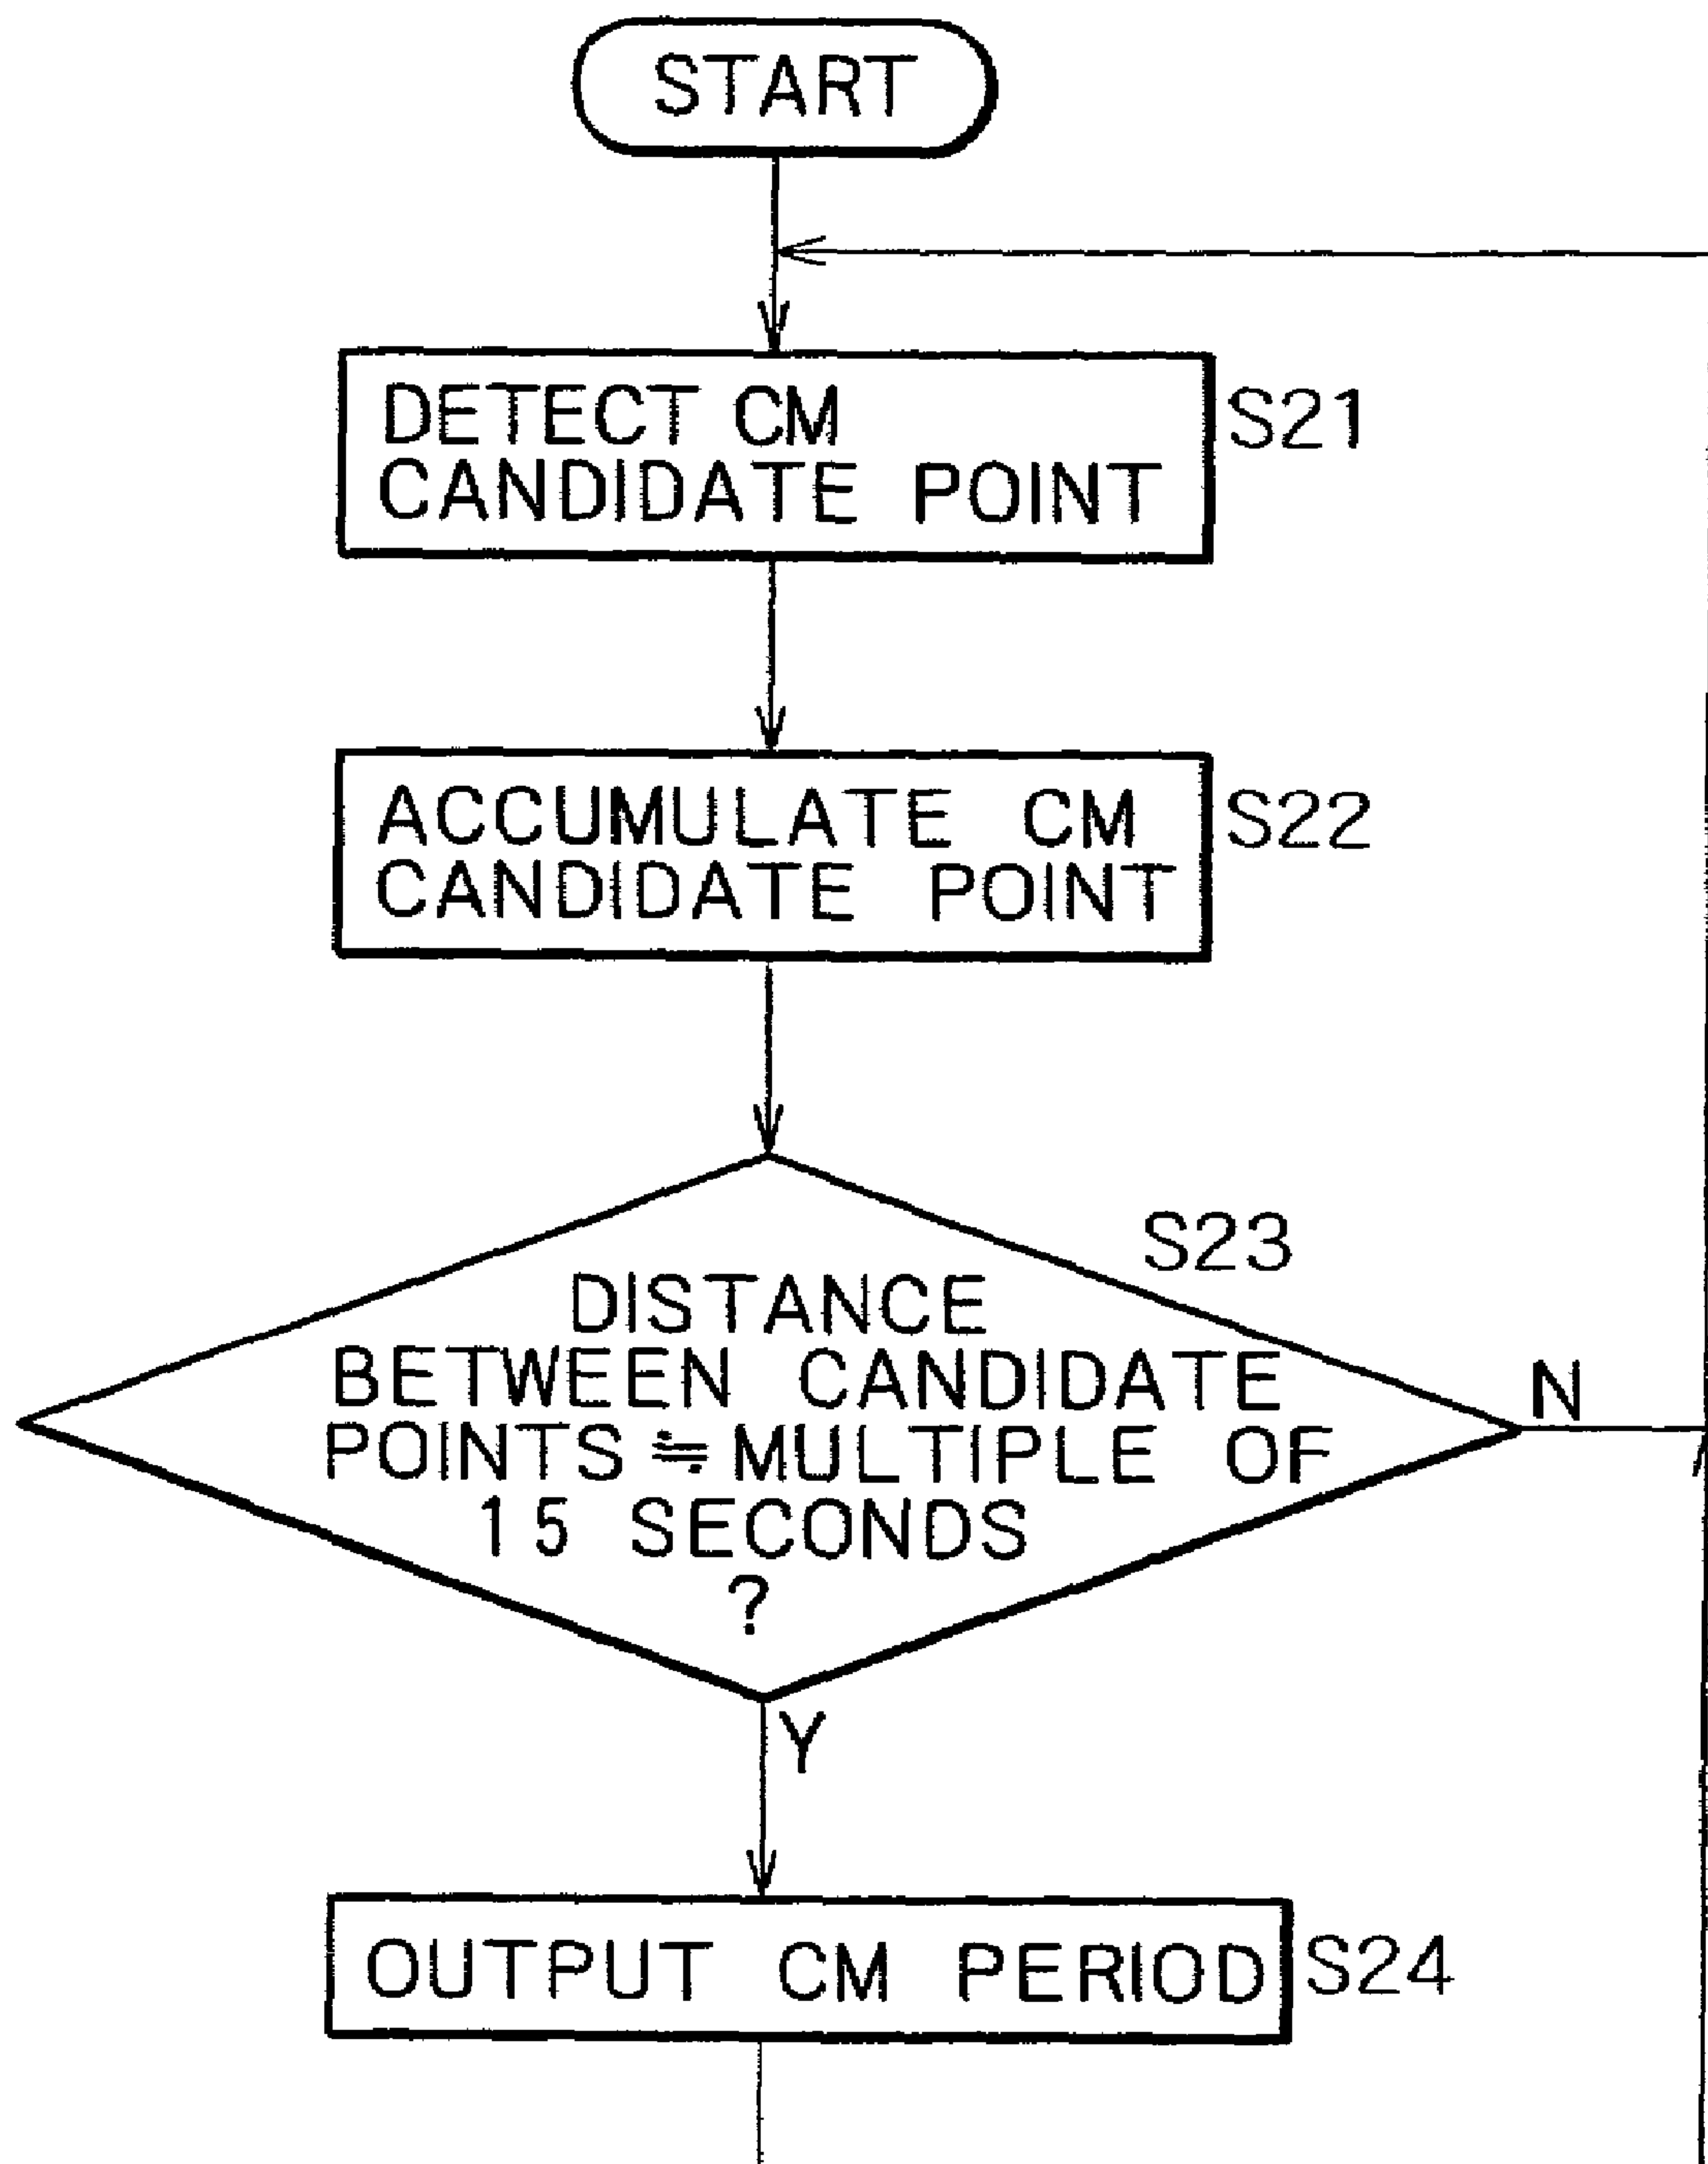 START
DETECT CM
CANDIDATE POINT
S21
ACCUMULATE CM
CANDIDATE POINT
S22
S23
DISTANCE
BETWEEN CANDIDATE
POINTS ≒ MULTIPLE OF
15 SECONDS
?
N
Y
OUTPUT CM PERIOD
S24